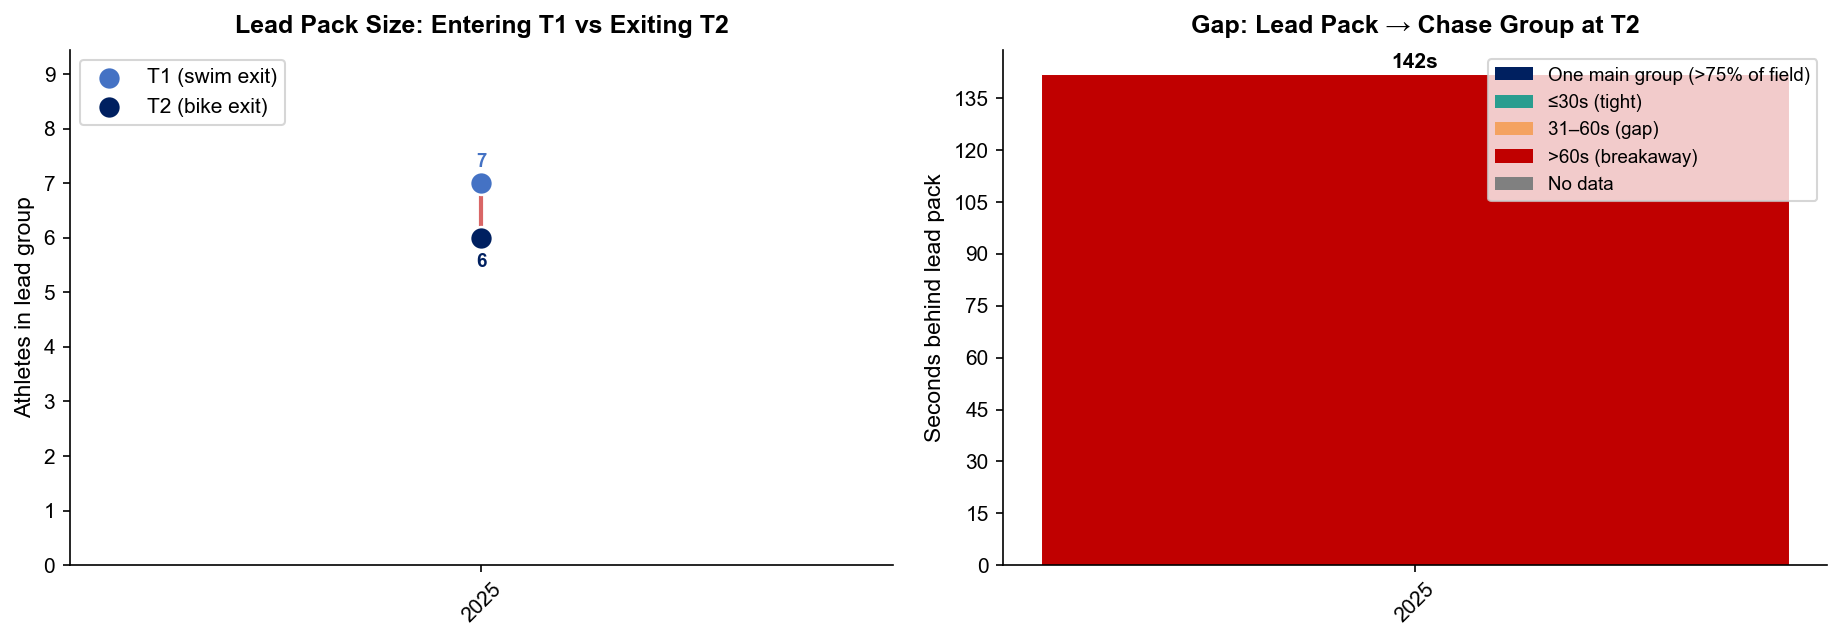 Lead Pack Size: Entering T1 vs Exiting T2
T1 (swim exit)
T2 (bike exit)
Athletes in lead group
9
8
7
6
5
4
3
2
1
0
7
6
2025
Gap: Lead Pack → Chase Group at T2
142s
One main group (>75% of field)
≤30s (tight)
31–60s (gap)
>60s (breakaway)
No data
Seconds behind lead pack
135
120
105
90
75
60
45
30
15
0
2025